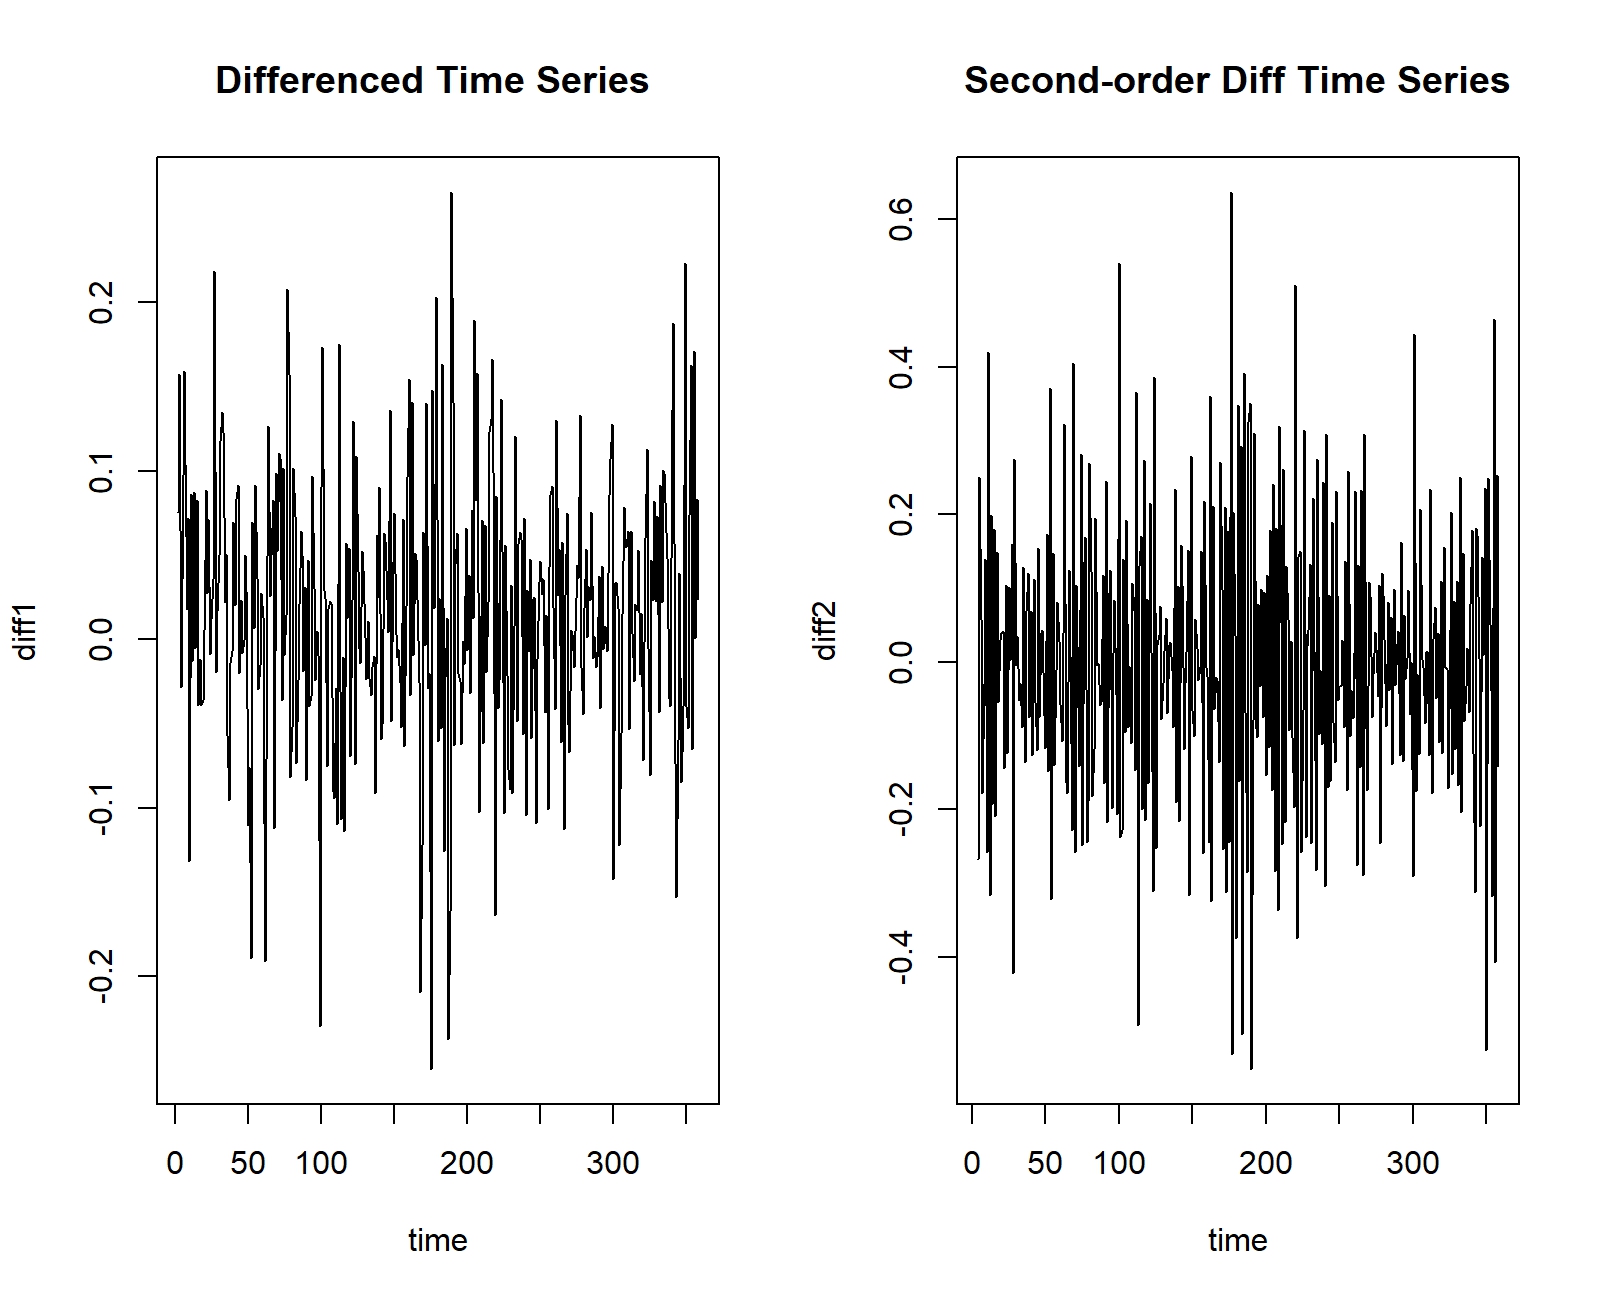 Differenced Time Series
diff1
0.2
0.1
0.0
-0.1
-0.2
0 50 100 200 300
time
Second-order Diff Time Series
diff2
0.6
0.4
0.2
0.0
-0.2
-0.4
0 50 100 200 300
time